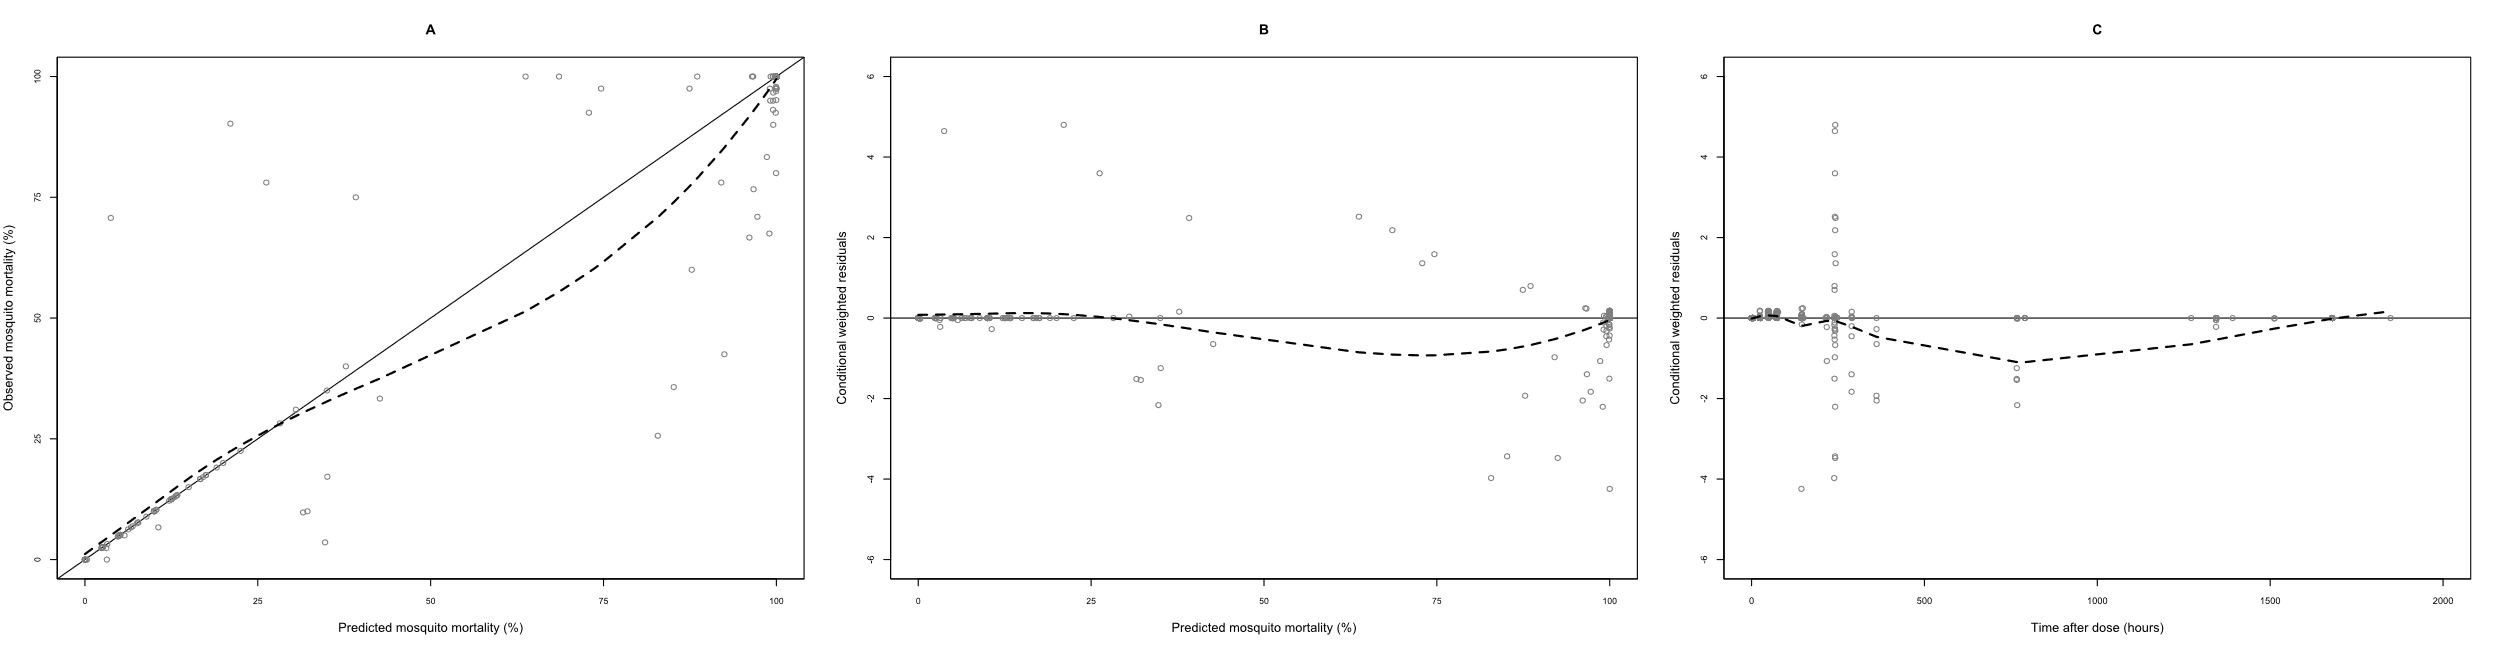 A
Observed mosquito mortality (%)
100
75
50
25
0
0 25 50 75 100
Predicted mosquito mortality (%)
B
Conditional weighted residuals
6
4
2
0
-2
-4
-6
0 25 50 75 100
Predicted mosquito mortality (%)
C
Conditional weighted residuals
6
4
2
0
-2
-4
-6
0 500 1000 1500 2000
Time after dose (hours)